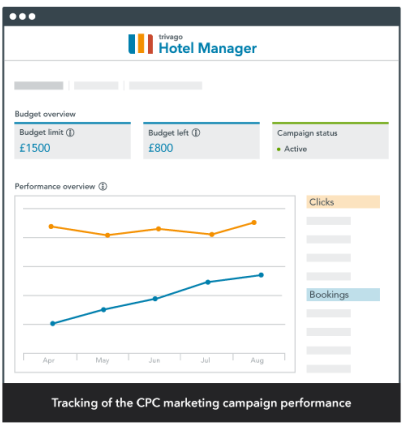 trivago
Hotel Manager
Budget overview
Budget limit ⓘ
£1500
Budget left ⓘ
£800
Campaign status
Active
Performance overview ⓘ
Clicks
Bookings
Apr May Jun Jul Aug
Tracking of the CPC marketing campaign performance